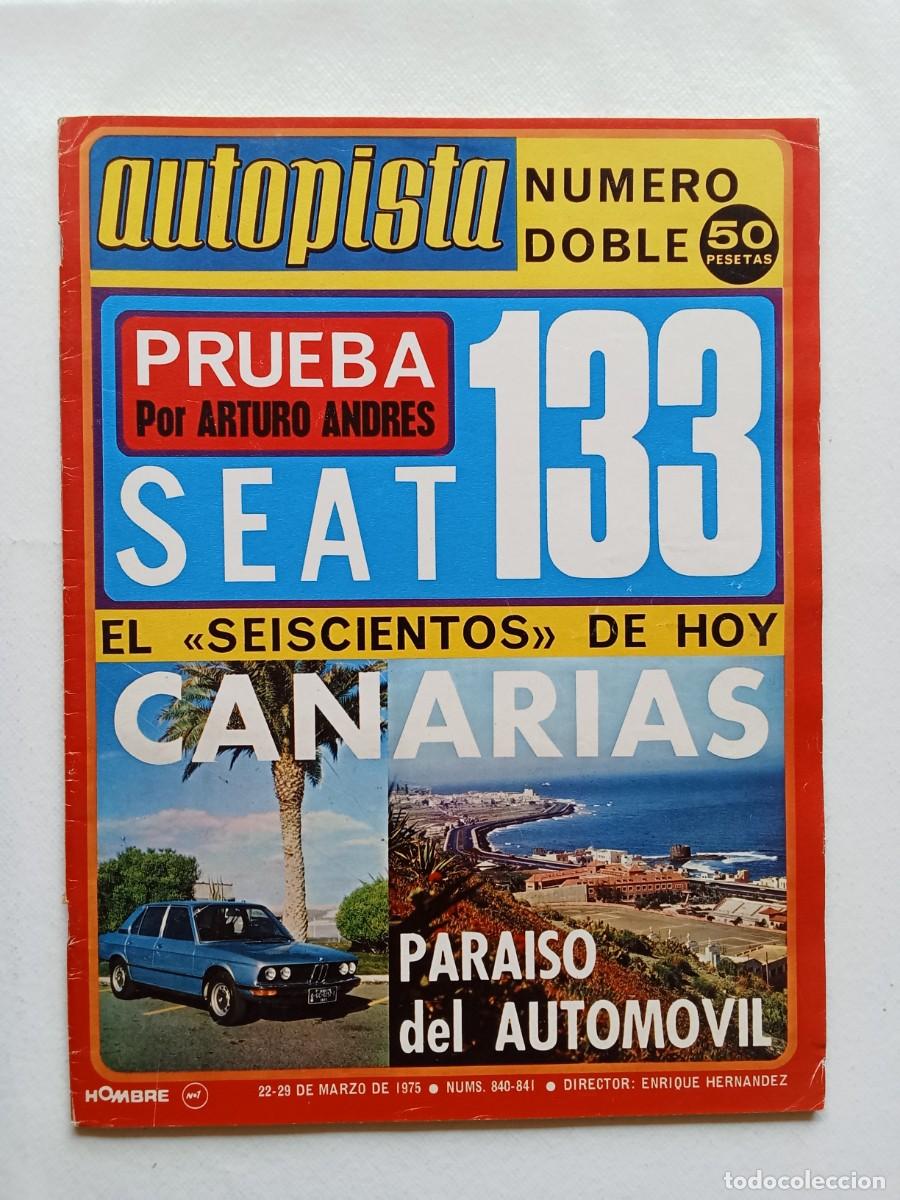 autopista
NUMERO
DOBLE 50
PESETAS
PRUEBA
Por ARTURO ANDRES
SEAT 133
EL «SEISCIENTOS» DE HOY
CANARIAS
PARAISO
del AUTOMOVIL
HOMBRE Nº1
22-29 DE MARZO DE 1975 ● NUMS. 840-841 ● DIRECTOR: ENRIQUE HERNANDEZ
todocoleccion